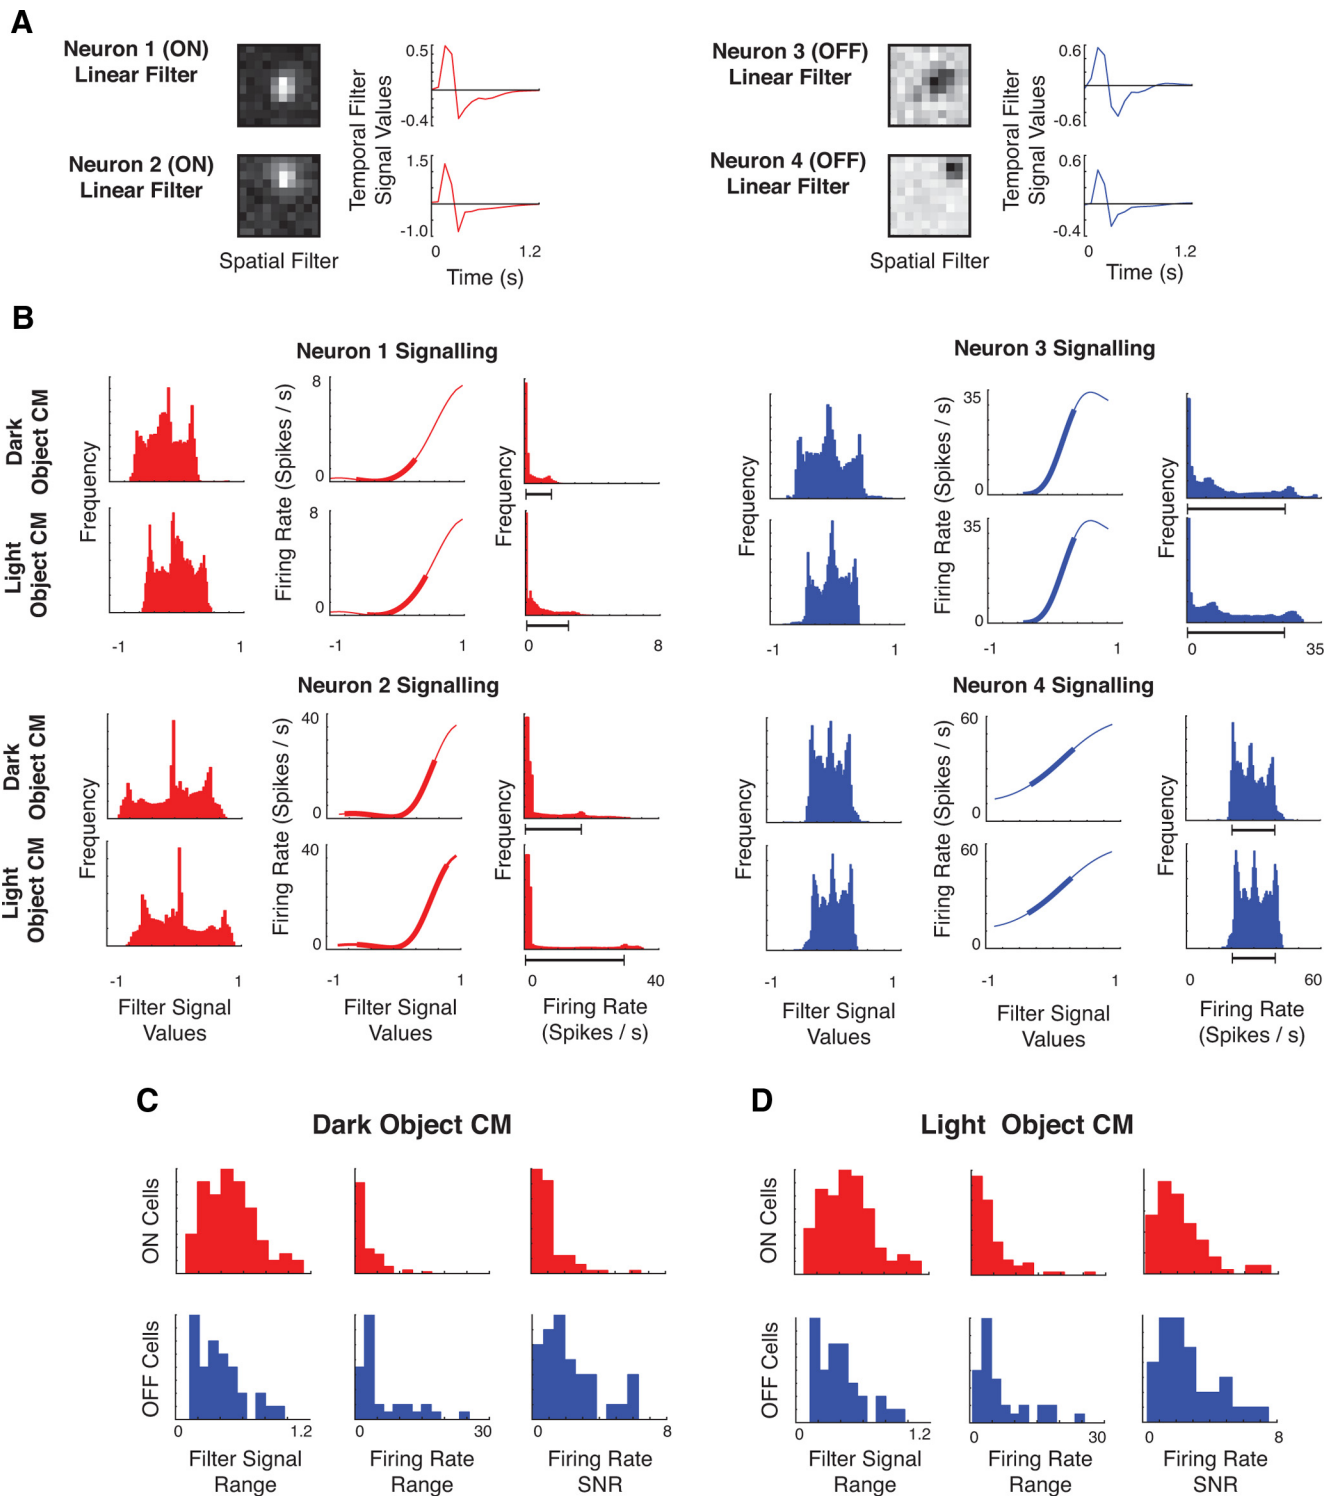 A
Neuron 1 (ON)
Linear Filter
Temporal Filter
Signal Values
0.5
-0.4
Neuron 2 (ON)
Linear Filter
1.5
-1.0
0
1.2
Spatial Filter
Time (s)
Neuron 3 (OFF)
Linear Filter
Temporal Filter
Signal Values
0.6
-0.6
Neuron 4 (OFF)
Linear Filter
0.6
-0.4
0
1.2
Spatial Filter
Time (s)
B
Neuron 1 Signalling
Dark
Object CM
Light
Object CM
Frequency
Firing Rate (Spikes / s)
Frequency
8
0
8
0
-1
1
-1
1
0
8
Neuron 3 Signalling
Frequency
Firing Rate (Spikes / s)
Frequency
35
0
35
0
-1
1
-1
1
0
35
Neuron 2 Signalling
Dark
Object CM
Light
Object CM
Frequency
Firing Rate (Spikes / s)
Frequency
40
0
40
0
-1
1
-1
1
0
40
Filter Signal
Values
Filter Signal
Values
Firing Rate
(Spikes / s)
Neuron 4 Signalling
Frequency
Firing Rate (Spikes / s)
Frequency
60
0
60
0
-1
1
-1
1
0
60
Filter Signal
Values
Filter Signal
Values
Firing Rate
(Spikes / s)
C
Dark Object CM
ON Cells
OFF Cells
0
1.2
0
30
0
8
Filter Signal
Range
Firing Rate
Range
Firing Rate
SNR
D
Light Object CM
ON Cells
OFF Cells
0
1.2
0
30
0
8
Filter Signal
Range
Firing Rate
Range
Firing Rate
SNR